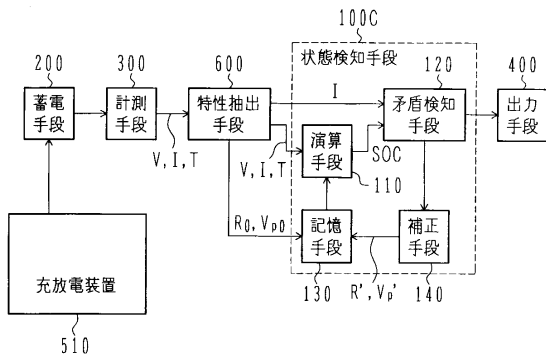 100C
200
300
600
状態検知手段
120
400
蓄電
手段
計測
手段
特性抽出
手段
I
矛盾検知
手段
出力
手段
V,I,T
V,I,T
演算
手段
SOC
110
R0,Vp0
記憶
手段
補正
手段
充放電装置
130
R',Vp'
140
510